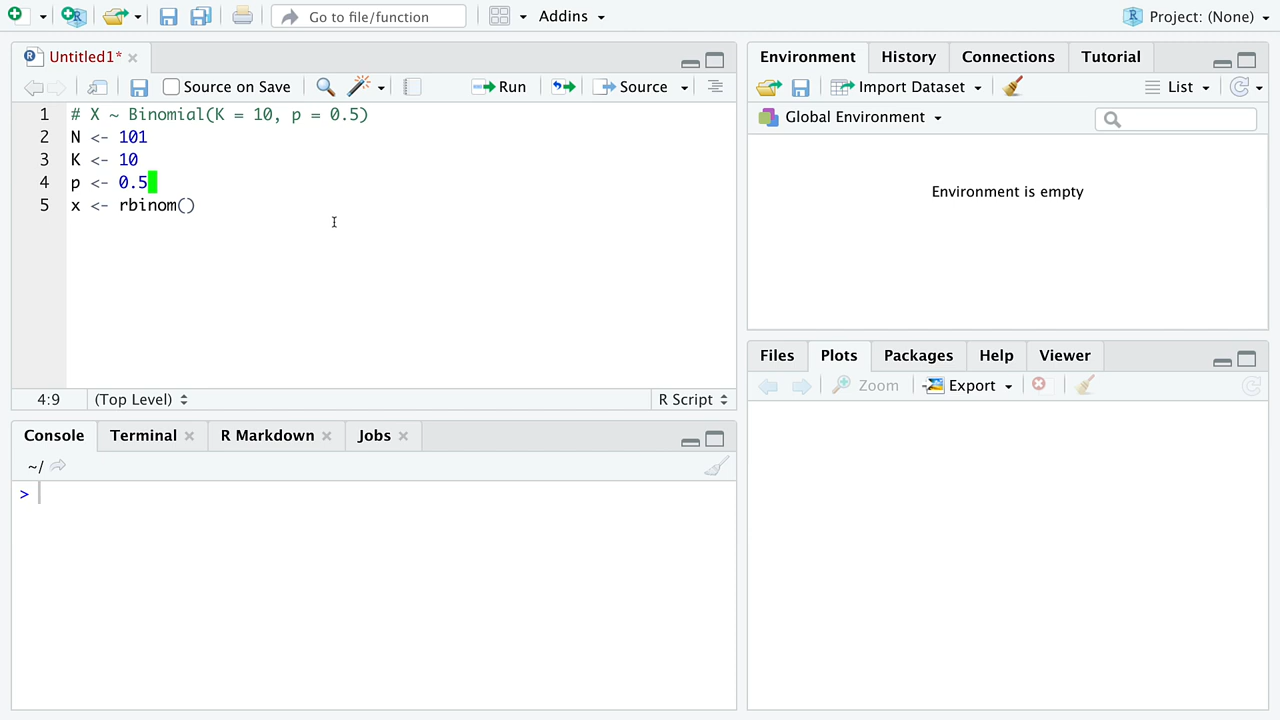 Go to file/function
Addins
Project: (None)
Untitled1*
Source on Save
Run
Source
1 # X ~ Binomial(K = 10, p = 0.5)
2 N <- 101
3 K <- 10
4 p <- 0.5
5 x <- rbinom()
4:9
(Top Level)
R Script
Console
Terminal
R Markdown
Jobs
~/
>
Environment
History
Connections
Tutorial
Import Dataset
List
Global Environment
Environment is empty
Files
Plots
Packages
Help
Viewer
Zoom
Export